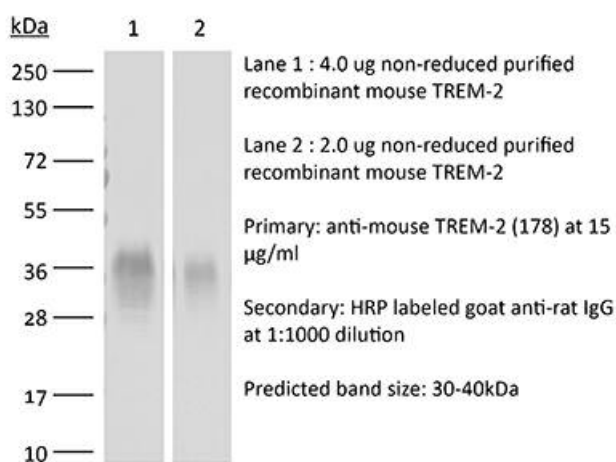 kDa
1 2
250
130
72
55
36
28
17
10
Lane 1 : 4.0 ug non-reduced purified
recombinant mouse TREM-2
Lane 2 : 2.0 ug non-reduced purified
recombinant mouse TREM-2
Primary: anti-mouse TREM-2 (178) at 15
µg/ml
Secondary: HRP labeled goat anti-rat IgG
at 1:1000 dilution
Predicted band size: 30-40kDa